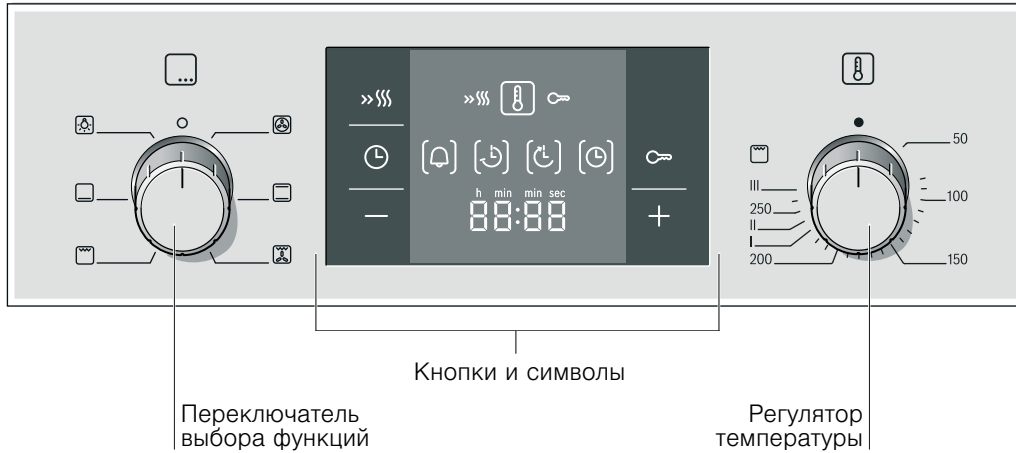 h min min sec
88:88
50
100
150
III
250
II
I
200
Кнопки и символы
Переключатель
выбора функций
Регулятор
температуры